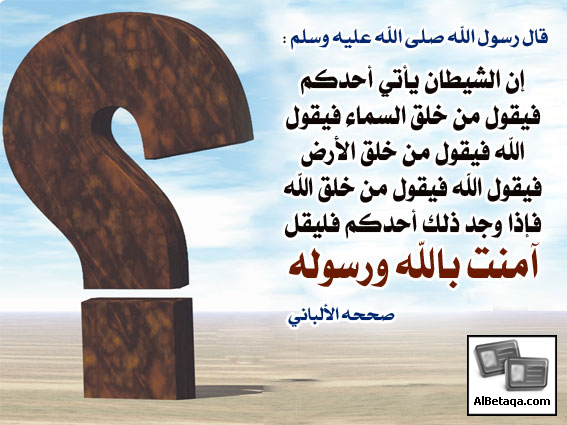 قال رسول الله صلى الله عليه وسلم :
إن الشيطان يأتي أحدكم
فيقول من خلق السماء فيقول
الله فيقول من خلق الأرض
فيقول الله فيقول من خلق الله
فإذا وجد ذلك أحدكم فليقل
آمنت بالله ورسوله
صححه الألباني
AlBetaqa.com